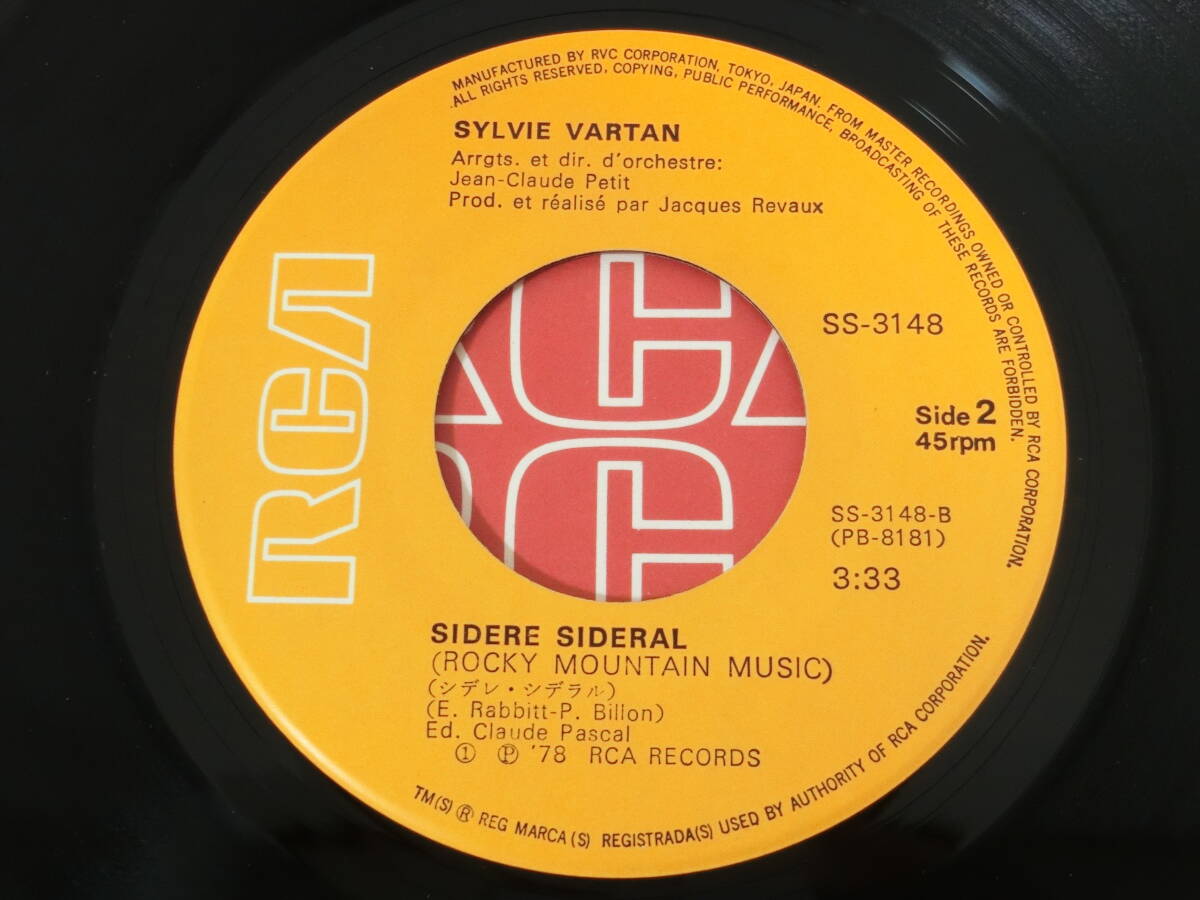 MANUFACTURED BY RVC CORPORATION, TOKYO, JAPAN. FROM MASTER RECORDINGS OWNED OR CONTROLLED BY RCA CORPORATION.
ALL RIGHTS RESERVED, COPYING, PUBLIC PERFORMANCE, BROADCASTING OF THESE RECORDS ARE FORBIDDEN.
SYLVIE VARTAN
Arrgts. et dir. d'orchestre:
Jean-Claude Petit
Prod. et réalisé par Jacques Revaux
RCA
SS-3148
Side 2
45rpm
SS-3148-B
(PB-8181)
3:33
SIDERE SIDERAL
(ROCKY MOUNTAIN MUSIC)
(シデレ・シデラル)
(E. Rabbitt-P. Billon)
Ed. Claude Pascal
① Ⓟ '78 RCA RECORDS
TM(S) ® REG MARCA(S) REGISTRADA(S) USED BY AUTHORITY OF RCA CORPORATION.